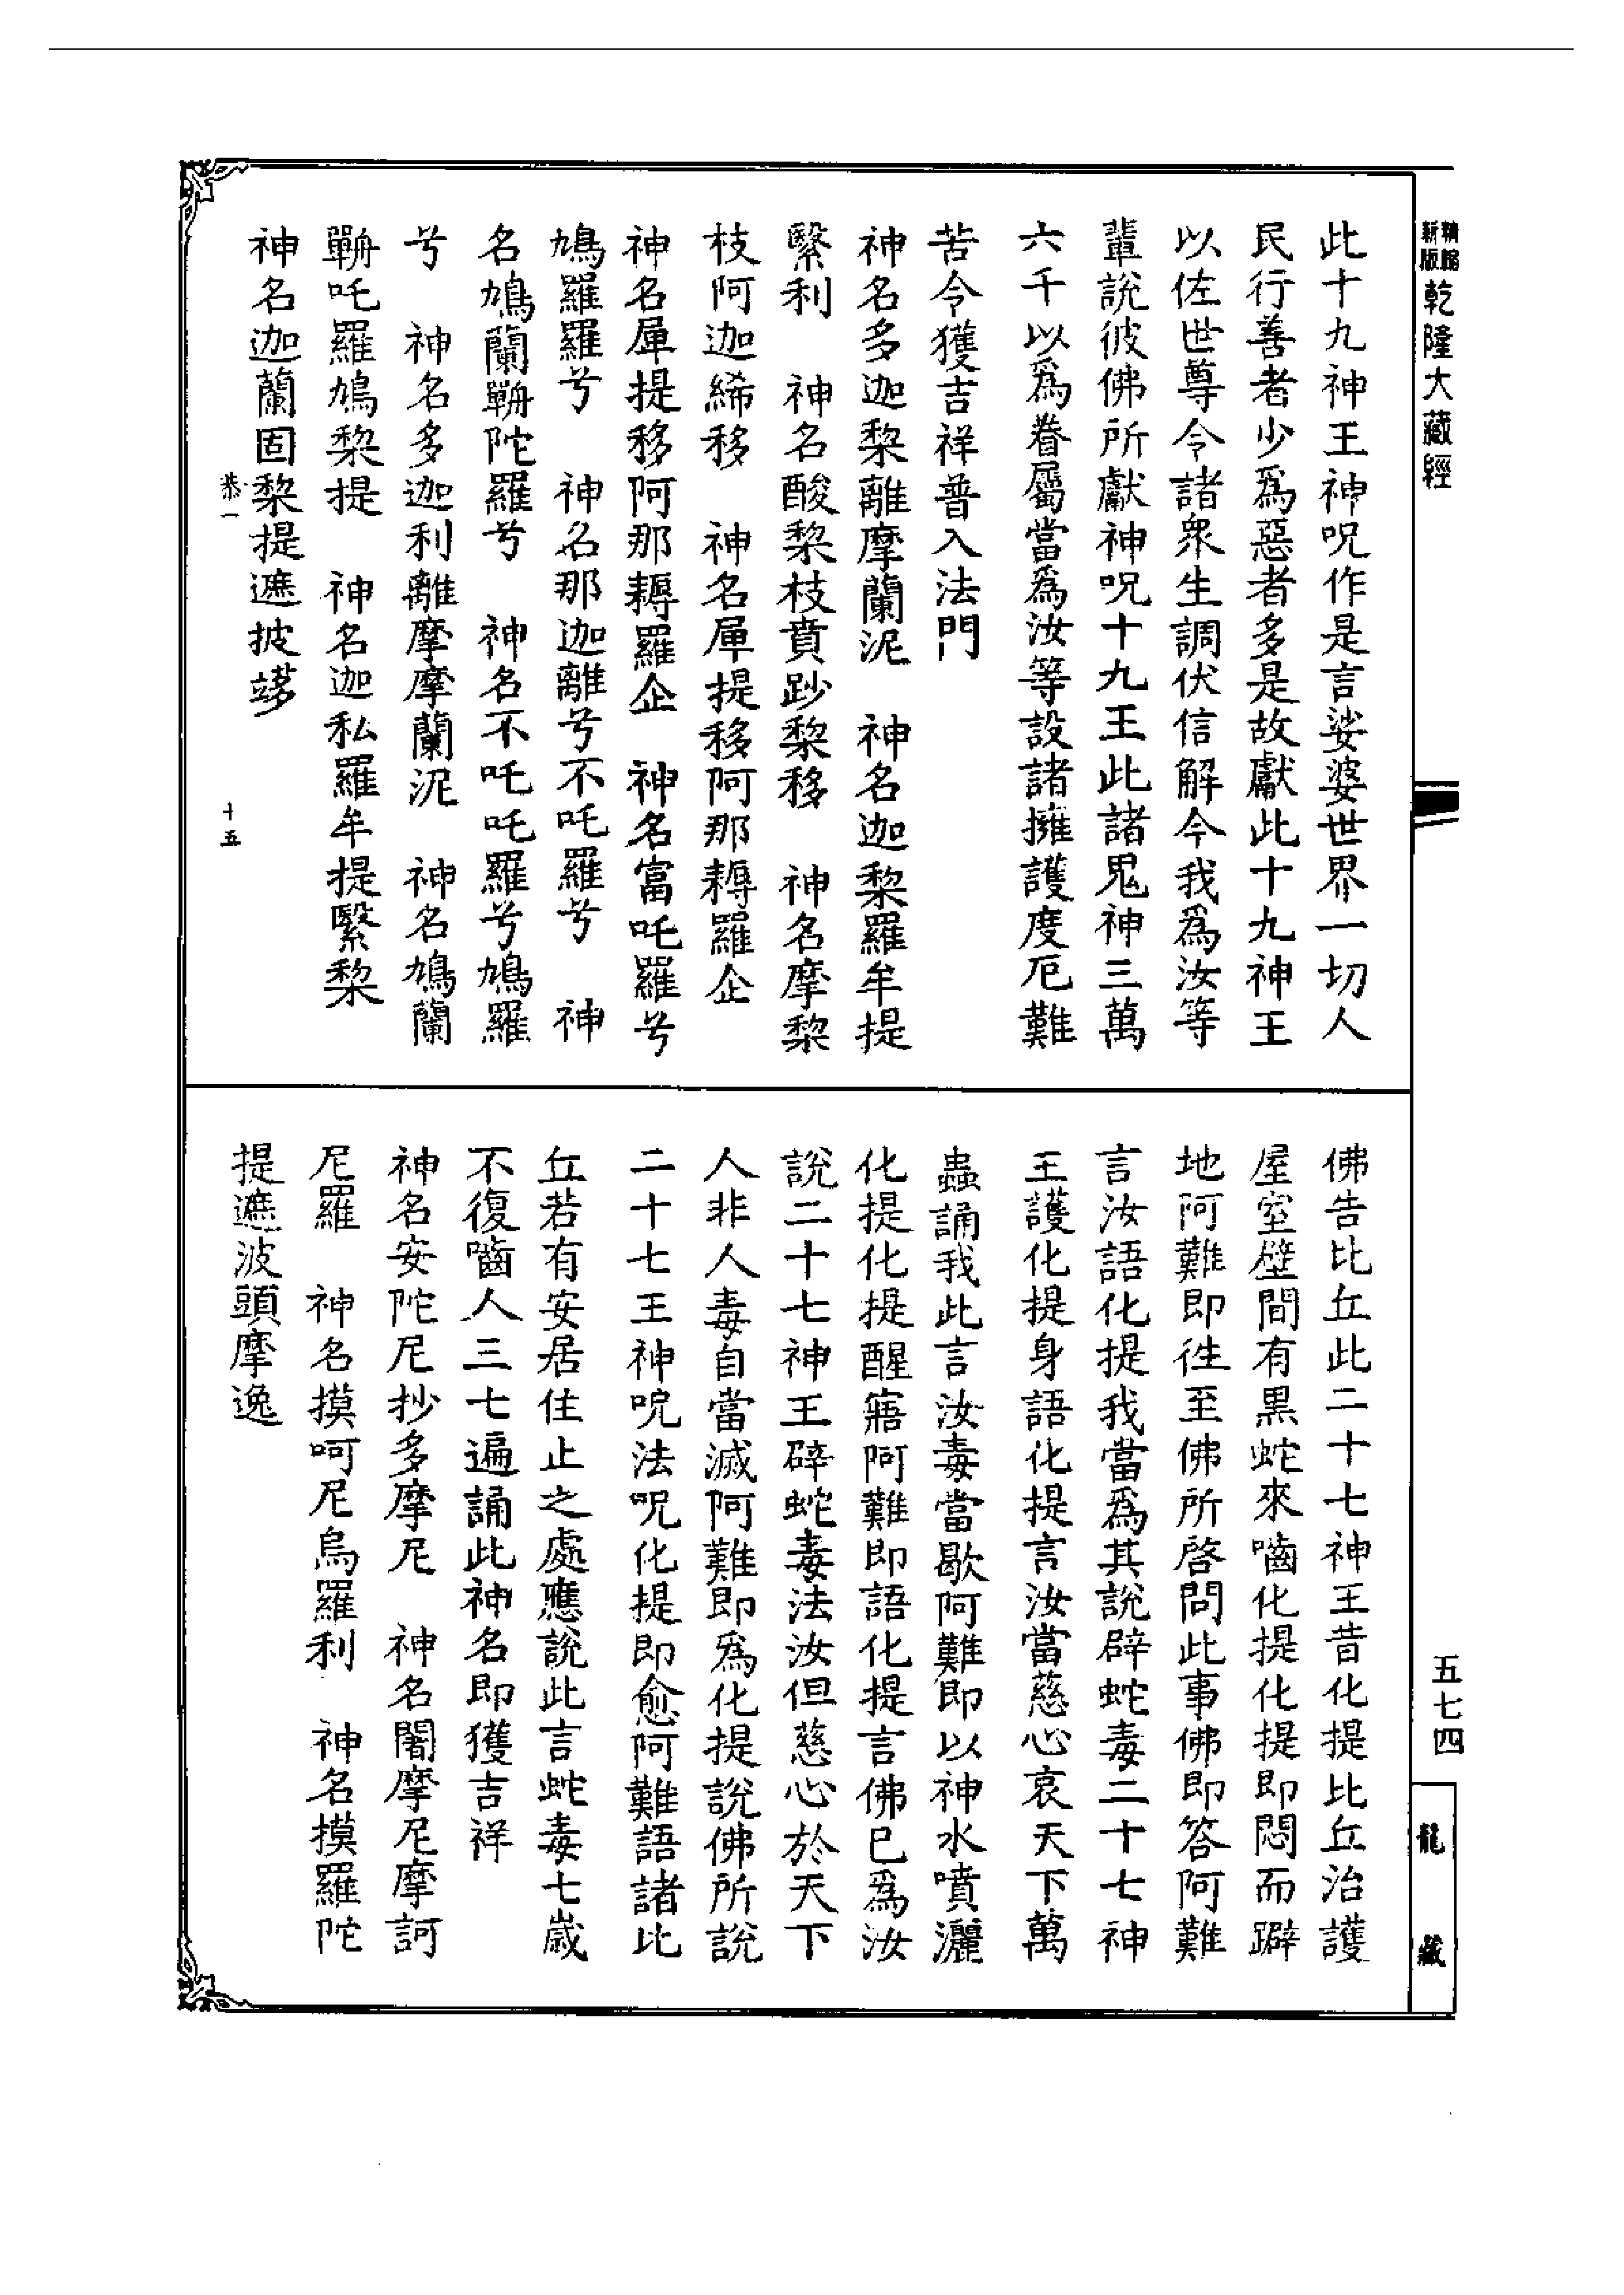 乾隆大藏經
此十九神王神呪作是言娑婆世界一切人
民行善者少爲惡者多是故獻此十九神王
以佐世尊令諸衆生調伏信解今我爲汝等
輩說彼佛所獻神呪十九王此諸鬼神三萬
六千以爲眷屬當爲汝等設諸擁護度厄難
苦令獲吉祥普入法門
神名多迦梨離摩蘭泥　神名迦梨羅牟提
繄利　神名酸梨枝賁𨀛梨移　神名摩梨
枝阿迦絺移　神名屖提移阿那耨羅企
神名屖提移阿那耨羅企　神名富吒羅兮
鳩羅羅兮　神名那迦離兮不吒羅兮　神
名鳩蘭㝹陀羅兮　神名不吒吒羅兮鳩羅
兮　神名多迦利離摩摩蘭泥　神名鳩蘭
吒羅鳩梨提　神名迦私羅牟提繄梨
神名迦蘭固梨提遮披
恭一
十五
佛告比丘此二十七神王昔化提比丘治護
屋室壁間有黑蛇來嚙化提化提即悶而躃
地阿難即徃至佛所啓問此事佛即答阿難
言汝語化提我當爲其說辟蛇毒二十七神
王護化提身語化提言汝當慈心哀天下萬
蟲誦我此言汝毒當歇阿難即以神水噴灑
化提化提醒寤阿難即語化提言佛已爲汝
說二十七神王辟蛇毒法汝但慈心於天下
人非人毒自當滅阿難即爲化提說佛所說
二十七王神呪法呪化提即愈阿難語諸比
丘若有安居住止之處應說此言蛇毒七歲
不復嚙人三七遍誦此神名即獲吉祥
神名安陀尼抄多摩尼　神名闍摩尼摩訶
尼羅　神名摸呵尼烏羅利　神名摸羅陀
提遮波頭摩逸
五七四
龍藏